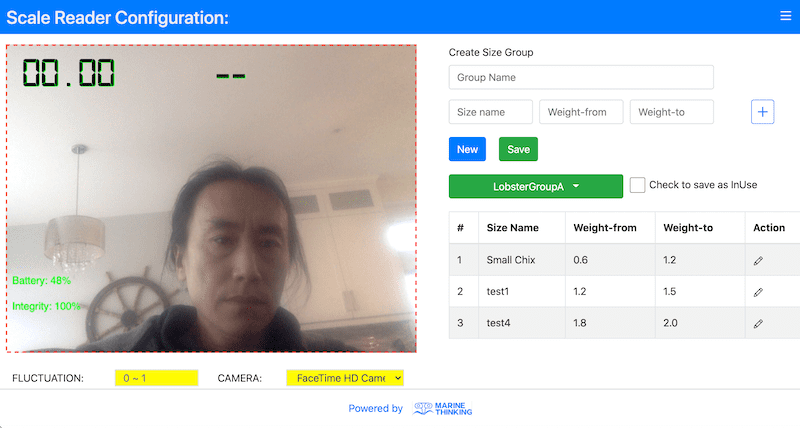 Scale Reader Configuration:
00.00 --
Battery: 48%
Integrity: 100%
FLUCTUATION: 0 ~ 1 CAMERA: FaceTime HD Came
Create Size Group
Group Name
Size name Weight-from Weight-to +
New Save
LobsterGroupA Check to save as InUse
# Size Name Weight-from Weight-to Action
1 Small Chix 0.6 1.2
2 test1 1.2 1.5
3 test4 1.8 2.0
Powered by MARINE
THINKING